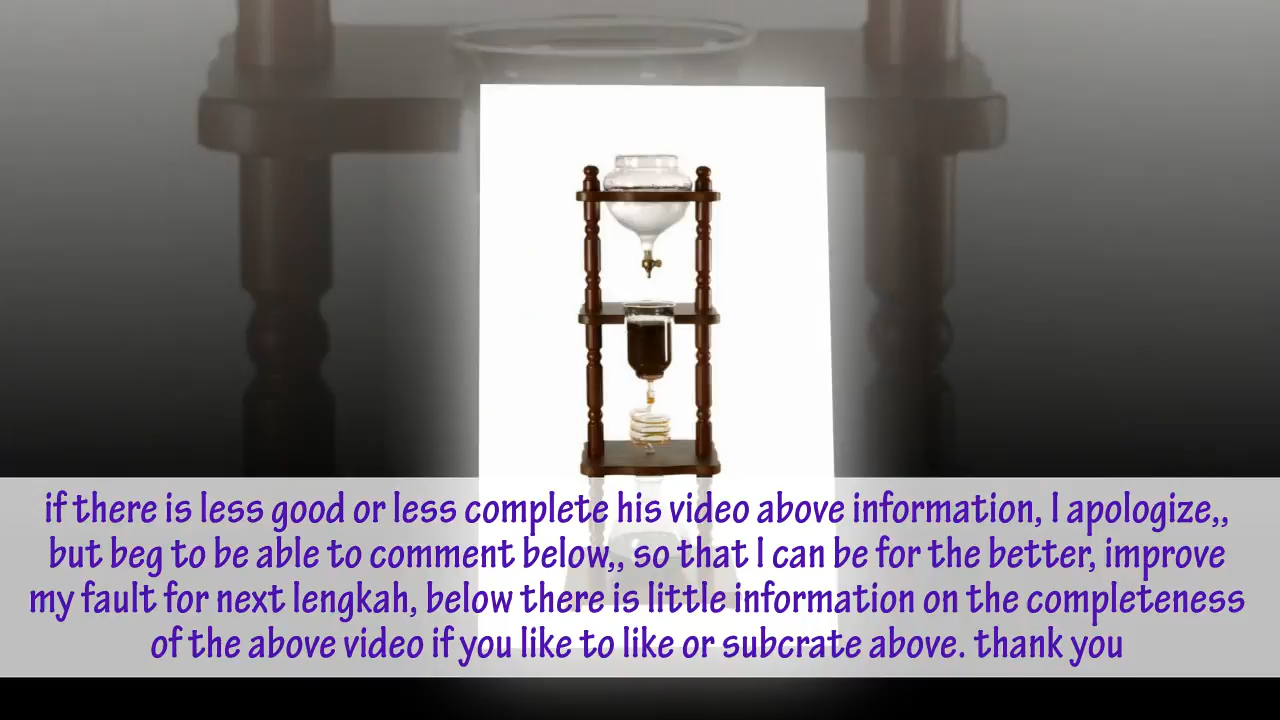 if there is less good or less complete his video above information, I apologize,,
but beg to be able to comment below,, so that I can be for the better, improve
my fault for next lengkah, below there is little information on the completeness
of the above video if you like to like or subcrate above. thank you